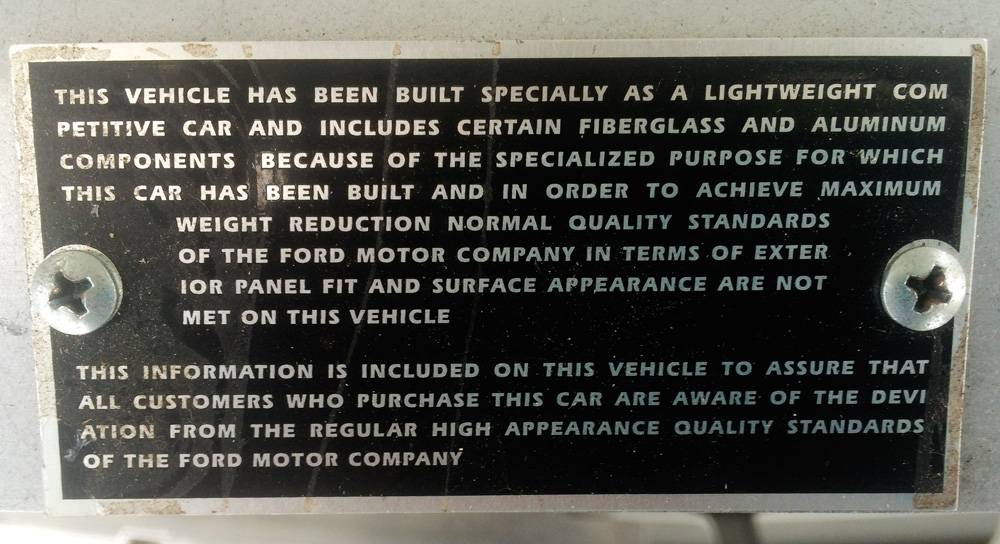 THIS VEHICLE HAS BEEN BUILT SPECIALLY AS A LIGHTWEIGHT COM
PETITIVE CAR AND INCLUDES CERTAIN FIBERGLASS AND ALUMINUM
COMPONENTS BECAUSE OF THE SPECIALIZED PURPOSE FOR WHICH
THIS CAR HAS BEEN BUILT AND IN ORDER TO ACHIEVE MAXIMUM
WEIGHT REDUCTION NORMAL QUALITY STANDARDS
OF THE FORD MOTOR COMPANY IN TERMS OF EXTER
IOR PANEL FIT AND SURFACE APPEARANCE ARE NOT
MET ON THIS VEHICLE
THIS INFORMATION IS INCLUDED ON THIS VEHICLE TO ASSURE THAT
ALL CUSTOMERS WHO PURCHASE THIS CAR ARE AWARE OF THE DEVI
ATION FROM THE REGULAR HIGH APPEARANCE QUALITY STANDARDS
OF THE FORD MOTOR COMPANY